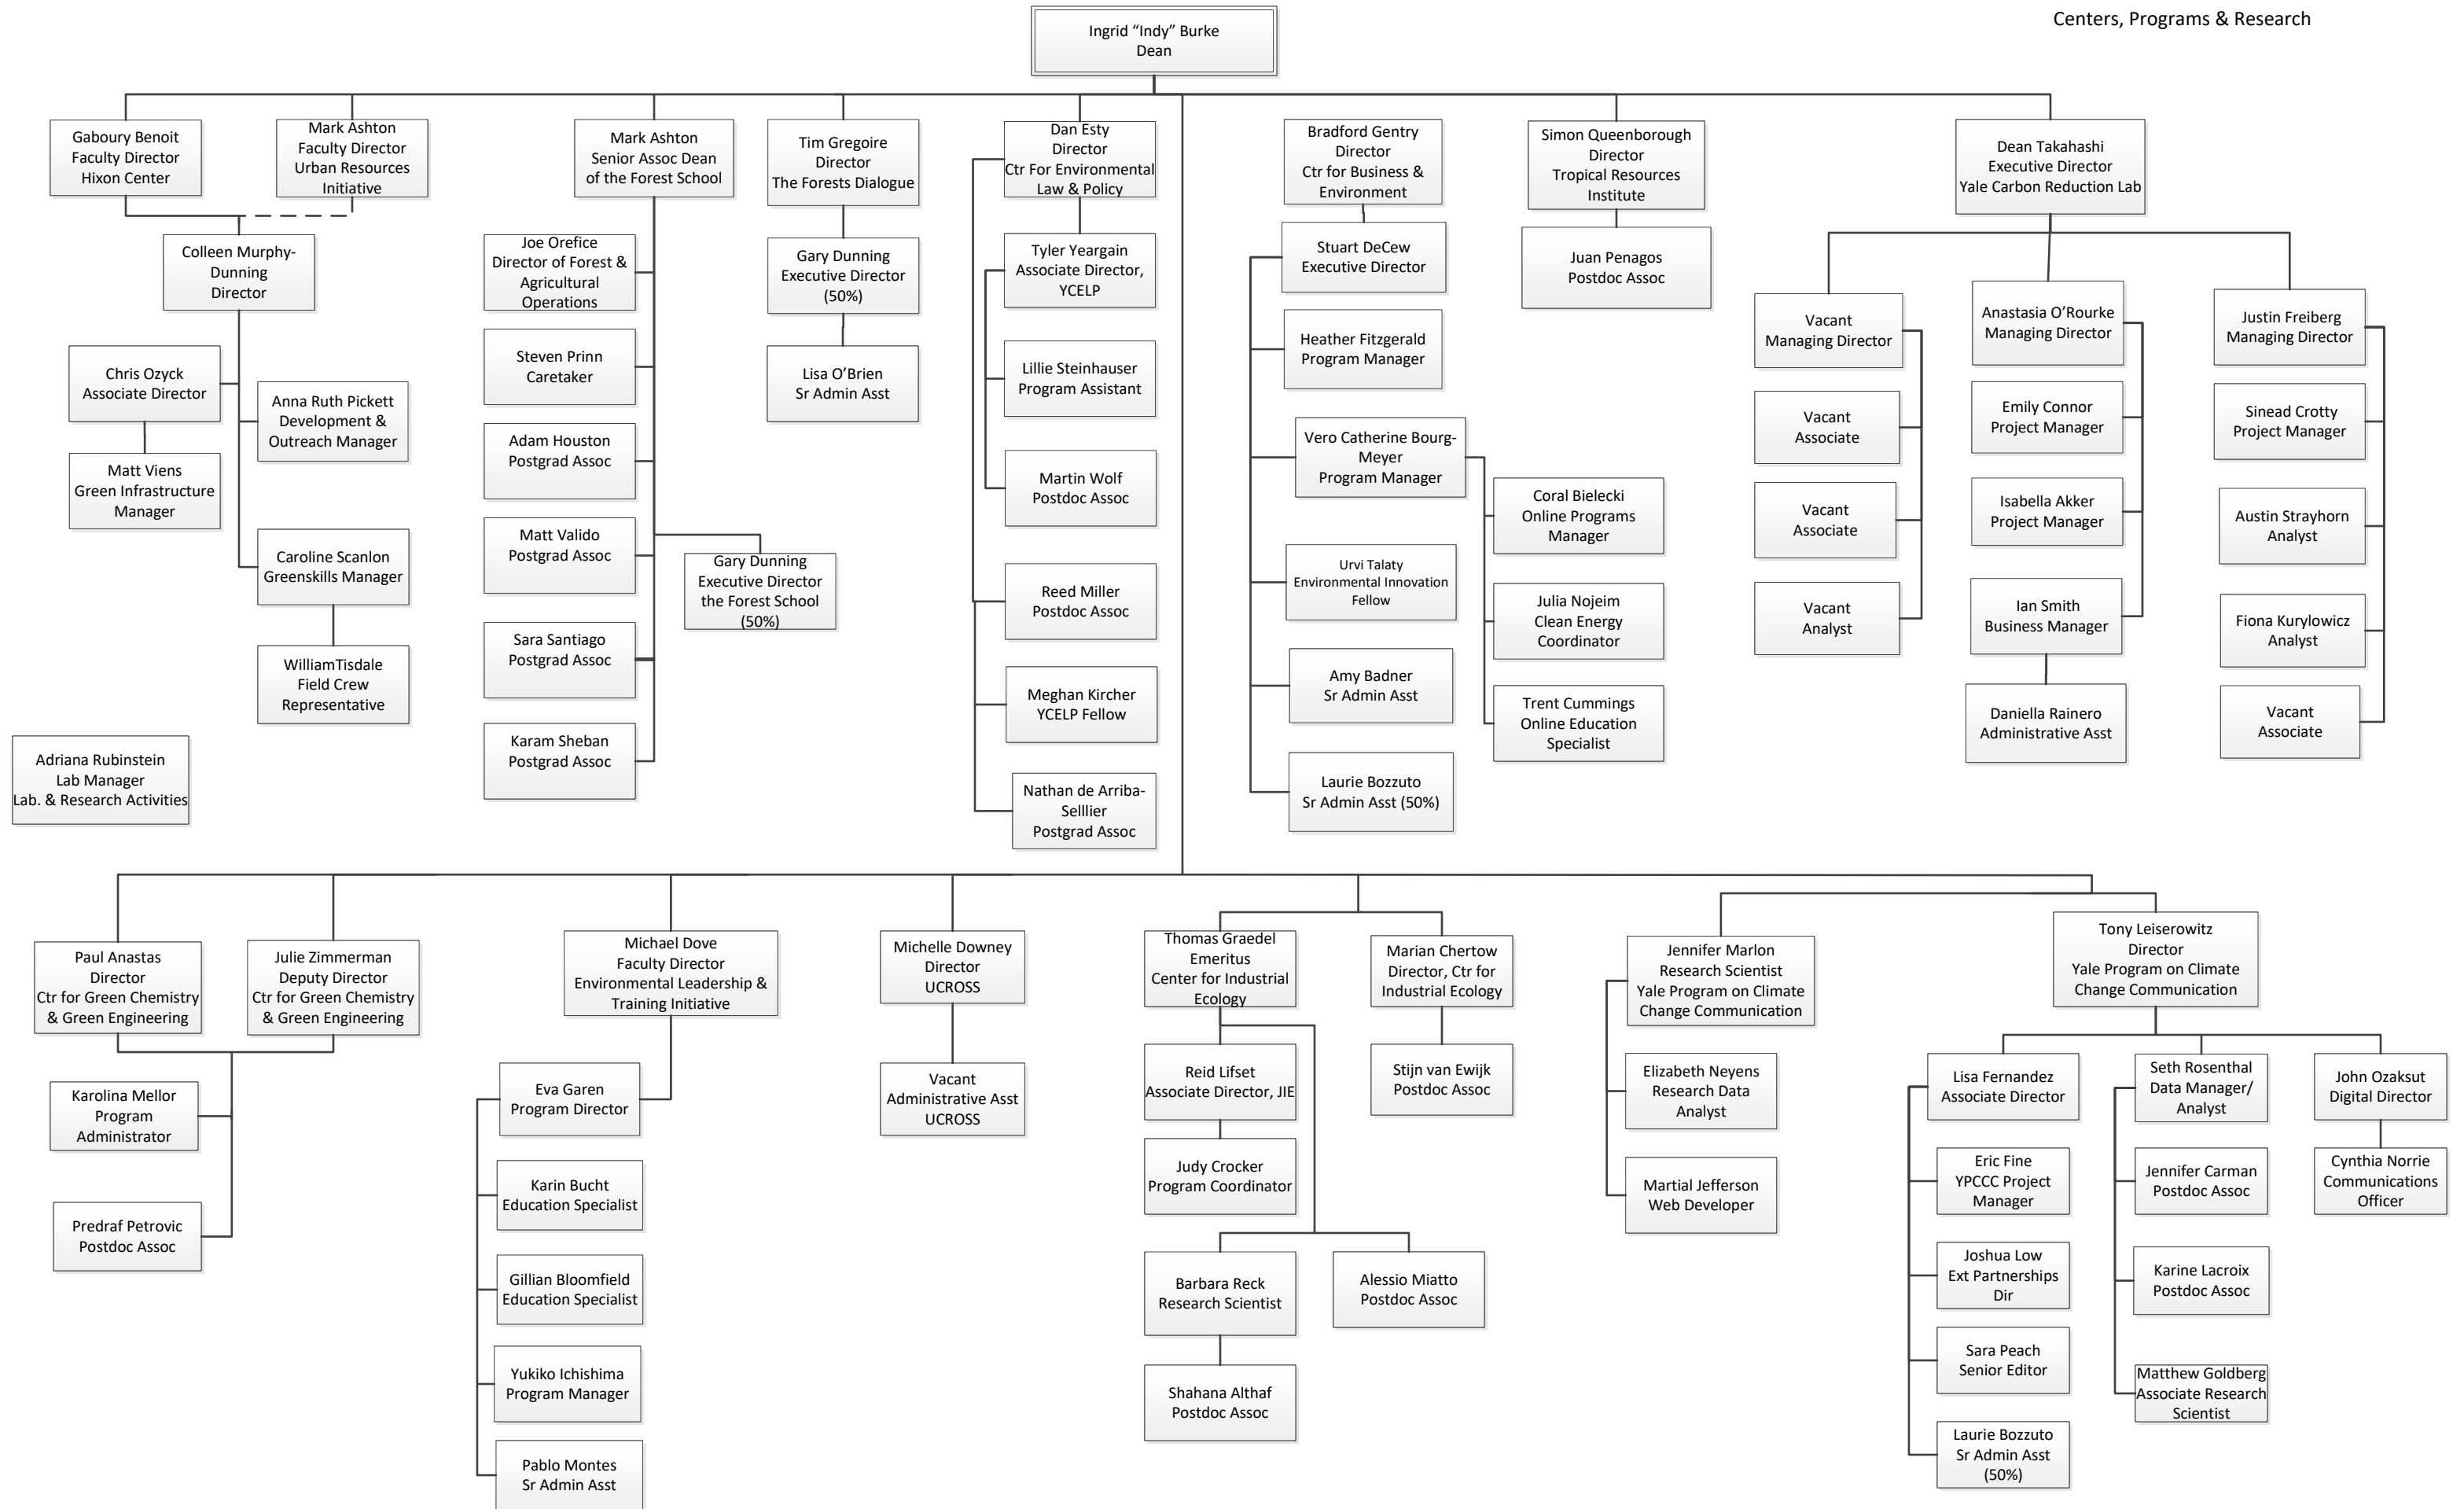 Centers, Programs & Research
Ingrid “Indy” Burke
Dean
Gaboury Benoit
Faculty Director
Hixon Center
Mark Ashton
Faculty Director
Urban Resources
Initiative
Mark Ashton
Senior Assoc Dean
of the Forest School
Tim Gregoire
Director
The Forests Dialogue
Dan Esty
Director
Ctr For Environmental
Law & Policy
Bradford Gentry
Director
Ctr for Business &
Environment
Simon Queenborough
Director
Tropical Resources
Institute
Dean Takahashi
Executive Director
Yale Carbon Reduction Lab
Colleen Murphy-
Dunning
Director
Chris Ozyck
Associate Director
Matt Viens
Green Infrastructure
Manager
Anna Ruth Pickett
Development &
Outreach Manager
Caroline Scanlon
Greenskills Manager
WilliamTisdale
Field Crew
Representative
Adriana Rubinstein
Lab Manager
Lab. & Research Activities
Joe Orefice
Director of Forest &
Agricultural
Operations
Steven Prinn
Caretaker
Adam Houston
Postgrad Assoc
Matt Valido
Postgrad Assoc
Sara Santiago
Postgrad Assoc
Karam Sheban
Postgrad Assoc
Gary Dunning
Executive Director
the Forest School
(50%)
Gary Dunning
Executive Director
(50%)
Lisa O’Brien
Sr Admin Asst
Tyler Yeargain
Associate Director,
YCELP
Lillie Steinhauser
Program Assistant
Martin Wolf
Postdoc Assoc
Reed Miller
Postdoc Assoc
Meghan Kircher
YCELP Fellow
Nathan de Arriba-
Selllier
Postgrad Assoc
Stuart DeCew
Executive Director
Heather Fitzgerald
Program Manager
Vero Catherine Bourg-
Meyer
Program Manager
Urvi Talaty
Environmental Innovation
Fellow
Amy Badner
Sr Admin Asst
Laurie Bozzuto
Sr Admin Asst (50%)
Coral Bielecki
Online Programs
Manager
Julia Nojeim
Clean Energy
Coordinator
Trent Cummings
Online Education
Specialist
Juan Penagos
Postdoc Assoc
Vacant
Managing Director
Vacant
Associate
Vacant
Associate
Vacant
Analyst
Anastasia O’Rourke
Managing Director
Emily Connor
Project Manager
Isabella Akker
Project Manager
Ian Smith
Business Manager
Daniella Rainero
Administrative Asst
Justin Freiberg
Managing Director
Sinead Crotty
Project Manager
Austin Strayhorn
Analyst
Fiona Kurylowicz
Analyst
Vacant
Associate
Paul Anastas
Director
Ctr for Green Chemistry
& Green Engineering
Julie Zimmerman
Deputy Director
Ctr for Green Chemistry
& Green Engineering
Karolina Mellor
Program
Administrator
Predraf Petrovic
Postdoc Assoc
Michael Dove
Faculty Director
Environmental Leadership &
Training Initiative
Eva Garen
Program Director
Karin Bucht
Education Specialist
Gillian Bloomfield
Education Specialist
Yukiko Ichishima
Program Manager
Pablo Montes
Sr Admin Asst
Michelle Downey
Director
UCROSS
Vacant
Administrative Asst
UCROSS
Thomas Graedel
Emeritus
Center for Industrial
Ecology
Reid Lifset
Associate Director, JIE
Judy Crocker
Program Coordinator
Barbara Reck
Research Scientist
Shahana Althaf
Postdoc Assoc
Alessio Miatto
Postdoc Assoc
Marian Chertow
Director, Ctr for
Industrial Ecology
Stijn van Ewijk
Postdoc Assoc
Jennifer Marlon
Research Scientist
Yale Program on Climate
Change Communication
Elizabeth Neyens
Research Data
Analyst
Martial Jefferson
Web Developer
Tony Leiserowitz
Director
Yale Program on Climate
Change Communication
Lisa Fernandez
Associate Director
Eric Fine
YPCCC Project
Manager
Joshua Low
Ext Partnerships
Dir
Sara Peach
Senior Editor
Laurie Bozzuto
Sr Admin Asst
(50%)
Seth Rosenthal
Data Manager/
Analyst
Jennifer Carman
Postdoc Assoc
Karine Lacroix
Postdoc Assoc
Matthew Goldberg
Associate Research
Scientist
John Ozaksut
Digital Director
Cynthia Norrie
Communications
Officer